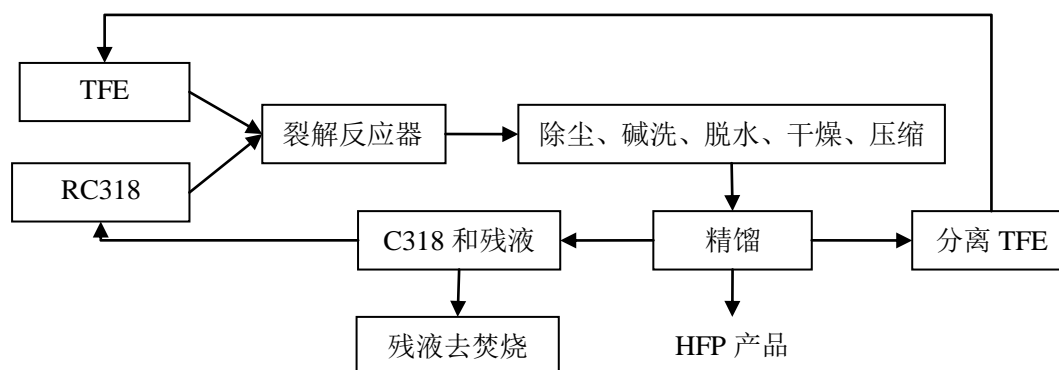 TFE
裂解反应器
除尘、碱洗、脱水、干燥、压缩
RC318
C318 和残液
精馏
分离 TFE
残液去焚烧
HFP 产品